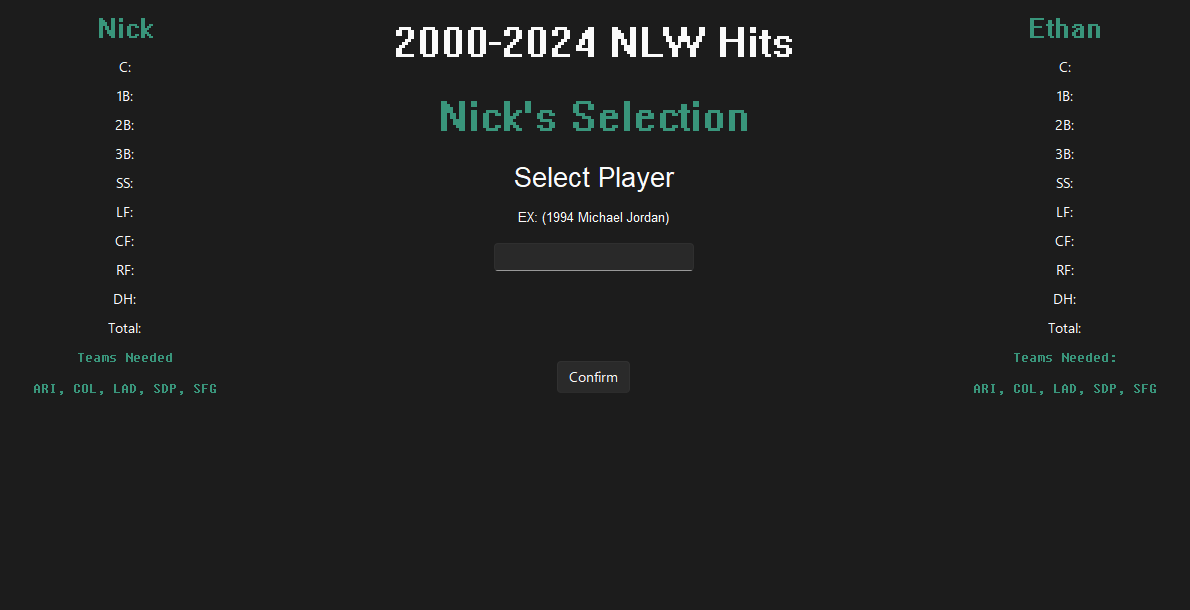 Nick
C:
1B:
2B:
3B:
SS:
LF:
CF:
RF:
DH:
Total:
Teams Needed
ARI, COL, LAD, SDP, SFG
2000-2024 NLW Hits
Nick's Selection
Select Player
EX: (1994 Michael Jordan)
Confirm
Ethan
C:
1B:
2B:
3B:
SS:
LF:
CF:
RF:
DH:
Total:
Teams Needed:
ARI, COL, LAD, SDP, SFG